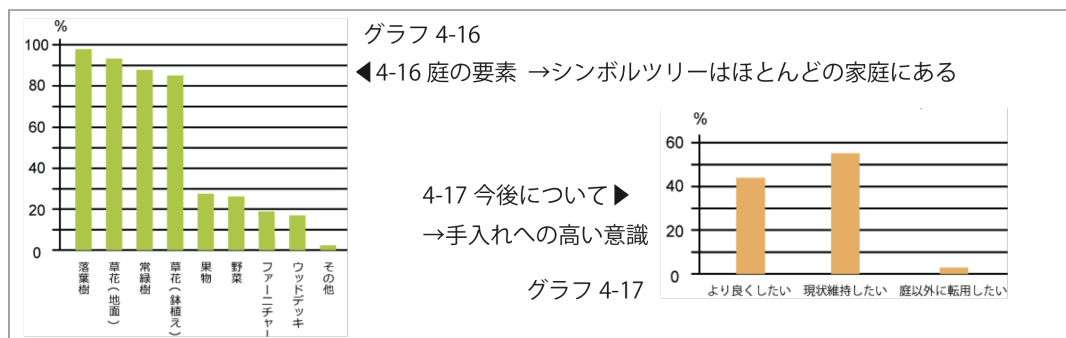 グラフ 4-16
◀4-16 庭の要素 →シンボルツリーはほとんどの家庭にある
%
100
80
60
40
20
0
落葉樹
草花(地面)
常緑樹
草花(鉢植え)
果物
野菜
ファーニチャー
ウッドデッキ
その他
4-17 今後について▶
→手入れへの高い意識
グラフ 4-17
%
60
40
20
0
より良くしたい
現状維持したい
庭以外に転用したい